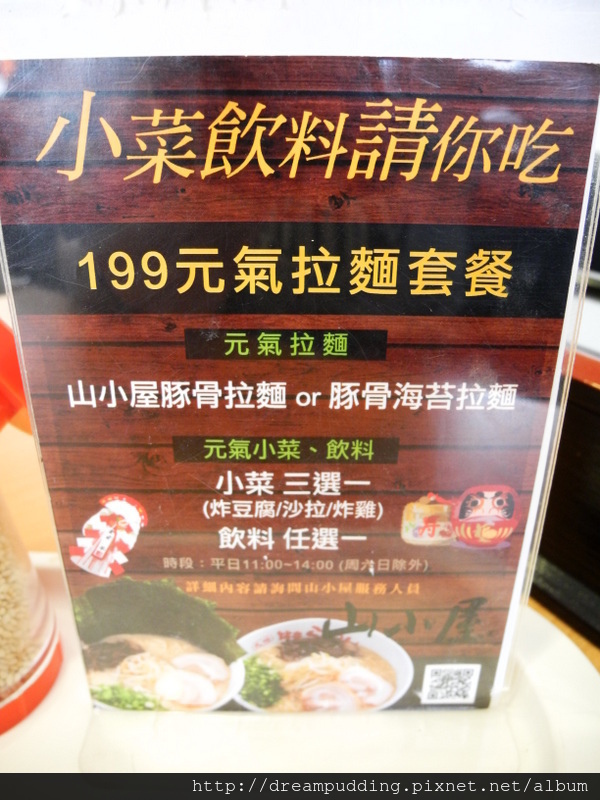 小菜飲料請你吃
199元氣拉麵套餐
元氣拉麵
山小屋豚骨拉麵 or 豚骨海苔拉麵
元氣小菜、飲料
小菜 三選一
(炸豆腐/沙拉/炸雞)
飲料 任選一
時段：平日11:00~14:00 (周六日除外)
詳細內容請詢問山小屋服務人員
山小屋
http://dreampudding.pixnet.net/album